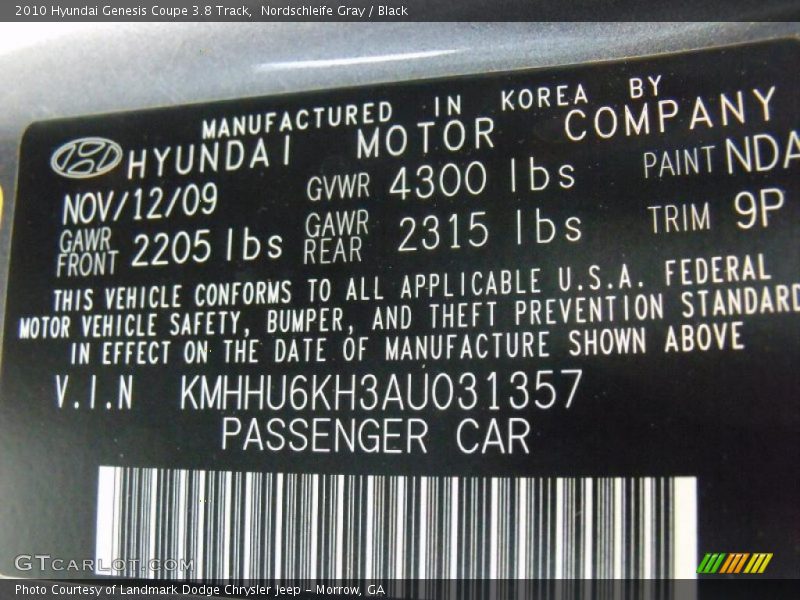 2010 Hyundai Genesis Coupe 3.8 Track, Nordschleife Gray / Black
MANUFACTURED IN KOREA BY
HYUNDAI MOTOR COMPANY
NOV/12/09 GVWR 4300 lbs PAINT NDA
GAWR FRONT 2205 lbs GAWR REAR 2315 lbs TRIM 9P
THIS VEHICLE CONFORMS TO ALL APPLICABLE U.S.A. FEDERAL
MOTOR VEHICLE SAFETY, BUMPER, AND THEFT PREVENTION STANDARD
IN EFFECT ON THE DATE OF MANUFACTURE SHOWN ABOVE
V.I.N KMHHU6KH3AU031357
PASSENGER CAR
GTcarlot.com
Photo Courtesy of Landmark Dodge Chrysler Jeep - Morrow, GA